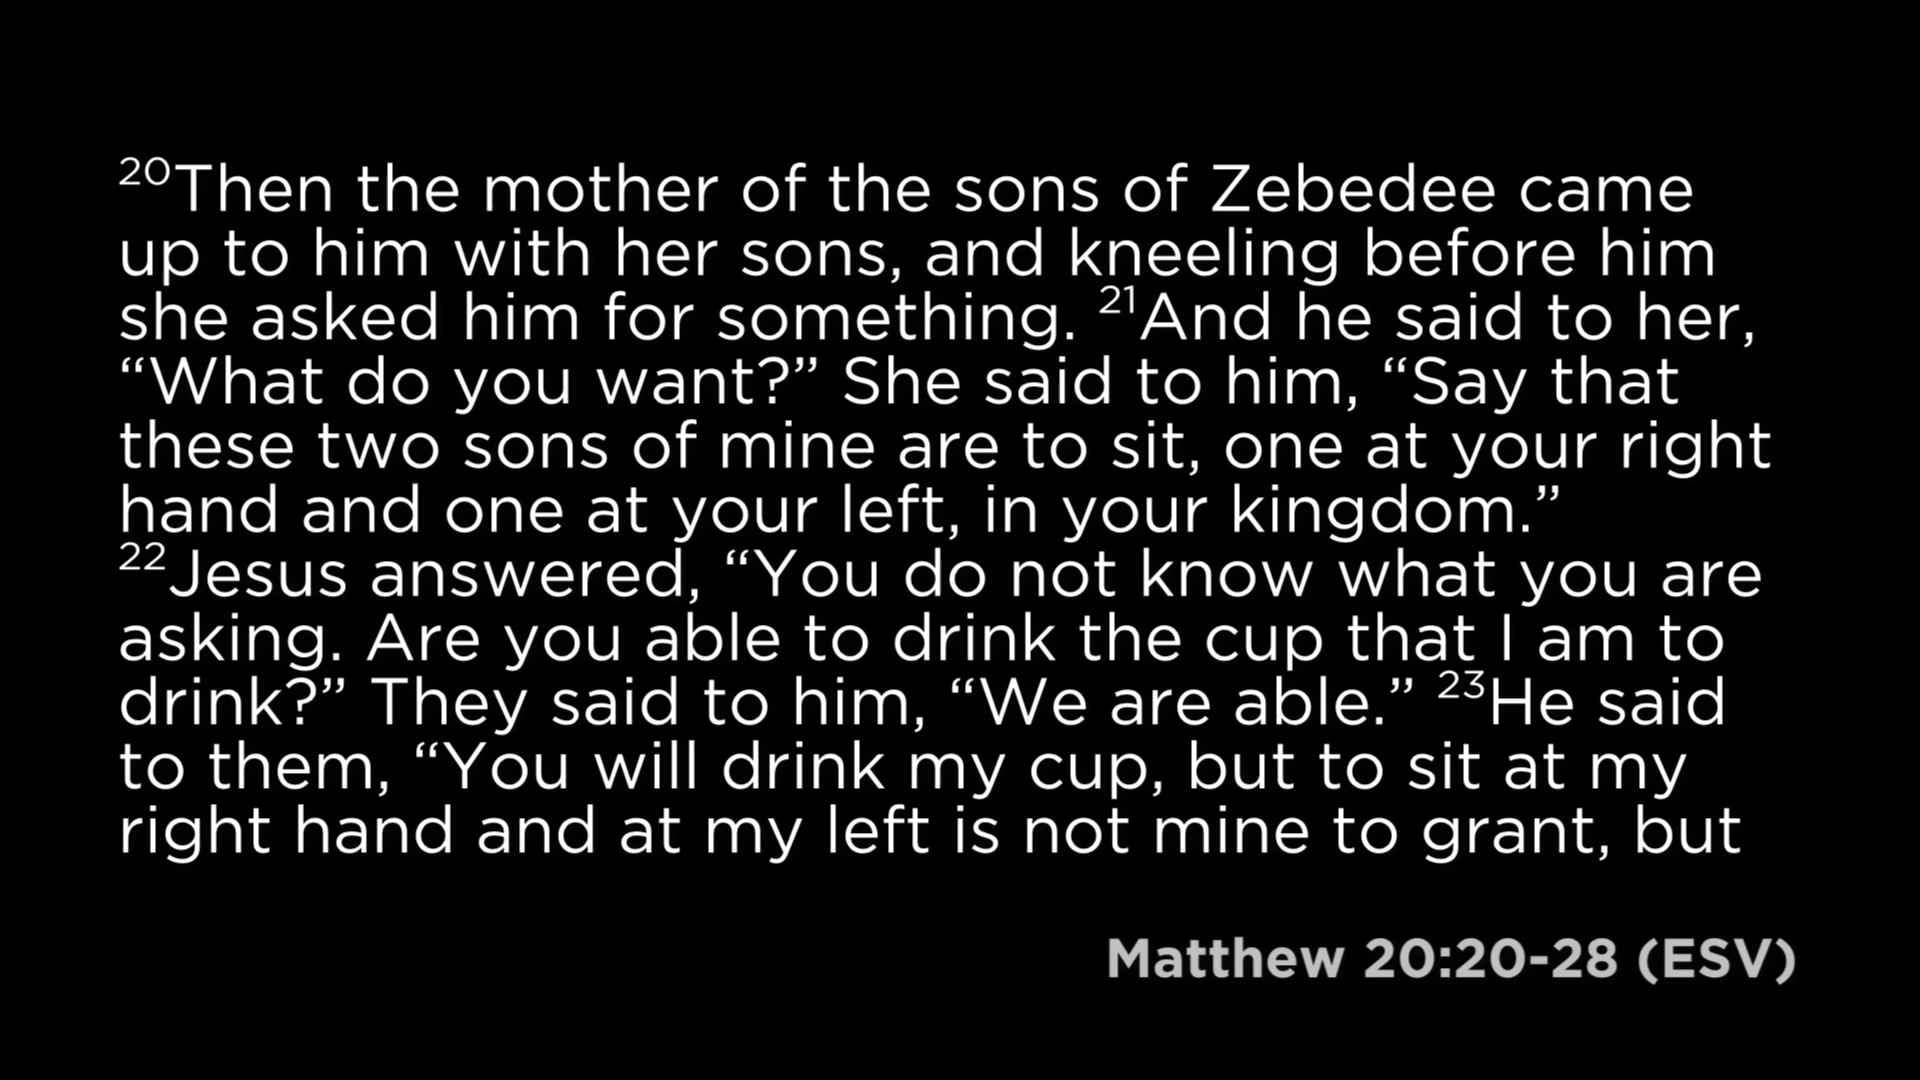 20Then the mother of the sons of Zebedee came
up to him with her sons, and kneeling before him
she asked him for something. 21And he said to her,
“What do you want?” She said to him, “Say that
these two sons of mine are to sit, one at your right
hand and one at your left, in your kingdom.”
22Jesus answered, “You do not know what you are
asking. Are you able to drink the cup that I am to
drink?” They said to him, “We are able.” 23He said
to them, “You will drink my cup, but to sit at my
right hand and at my left is not mine to grant, but
Matthew 20:20-28 (ESV)